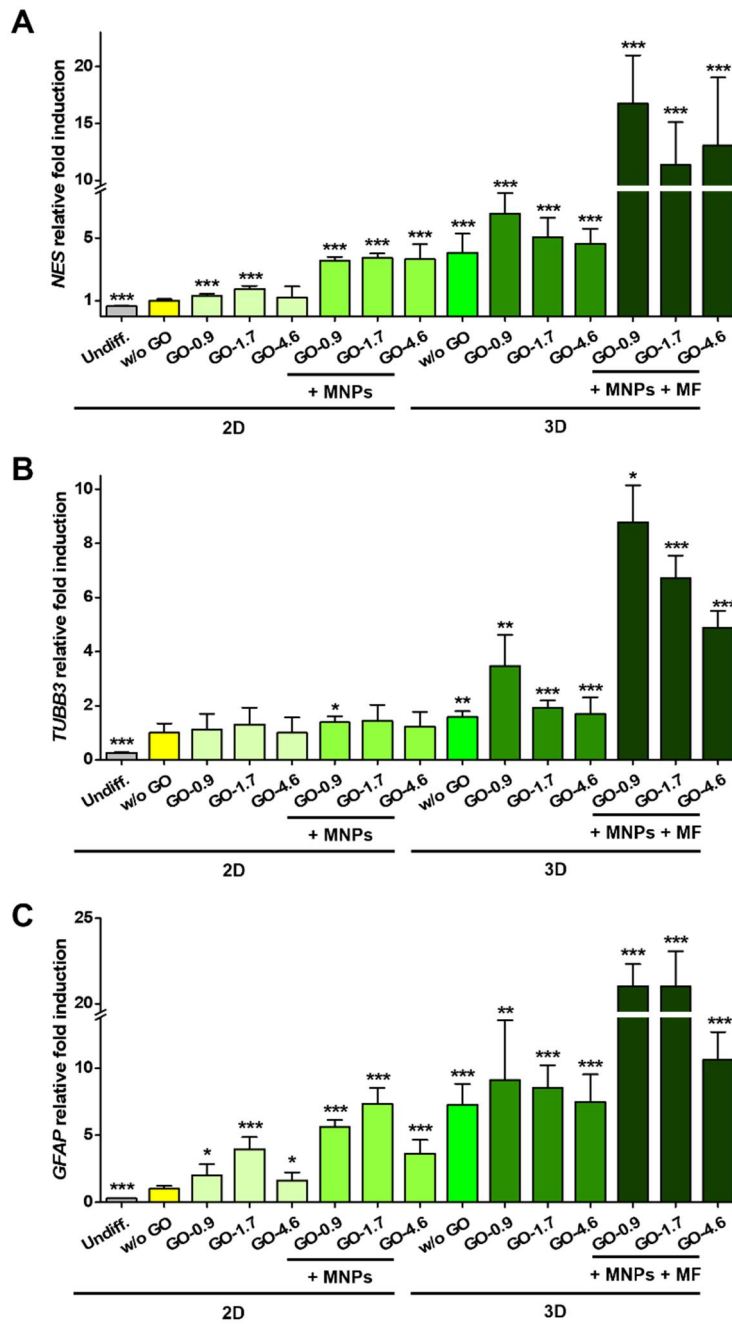 A
NES relative fold induction
20
15
10
5
1
*** *** *** *** *** *** *** *** *** *** *** *** ***
Undiff. w/o GO GO-0.9 GO-1.7 GO-4.6 GO-0.9 GO-1.7 GO-4.6 w/o GO GO-0.9 GO-1.7 GO-4.6 GO-0.9 GO-1.7 GO-4.6
+ MNPs + MNPs + MF
2D 3D
B
TUBB3 relative fold induction
10
8
6
4
2
0
*** * ** ** *** *** * *** ***
Undiff. w/o GO GO-0.9 GO-1.7 GO-4.6 GO-0.9 GO-1.7 GO-4.6 w/o GO GO-0.9 GO-1.7 GO-4.6 GO-0.9 GO-1.7 GO-4.6
+ MNPs + MNPs + MF
2D 3D
C
GFAP relative fold induction
25
20
10
5
0
*** * *** * *** *** *** *** ** *** *** *** *** ***
Undiff. w/o GO GO-0.9 GO-1.7 GO-4.6 GO-0.9 GO-1.7 GO-4.6 w/o GO GO-0.9 GO-1.7 GO-4.6 GO-0.9 GO-1.7 GO-4.6
+ MNPs + MNPs + MF
2D 3D